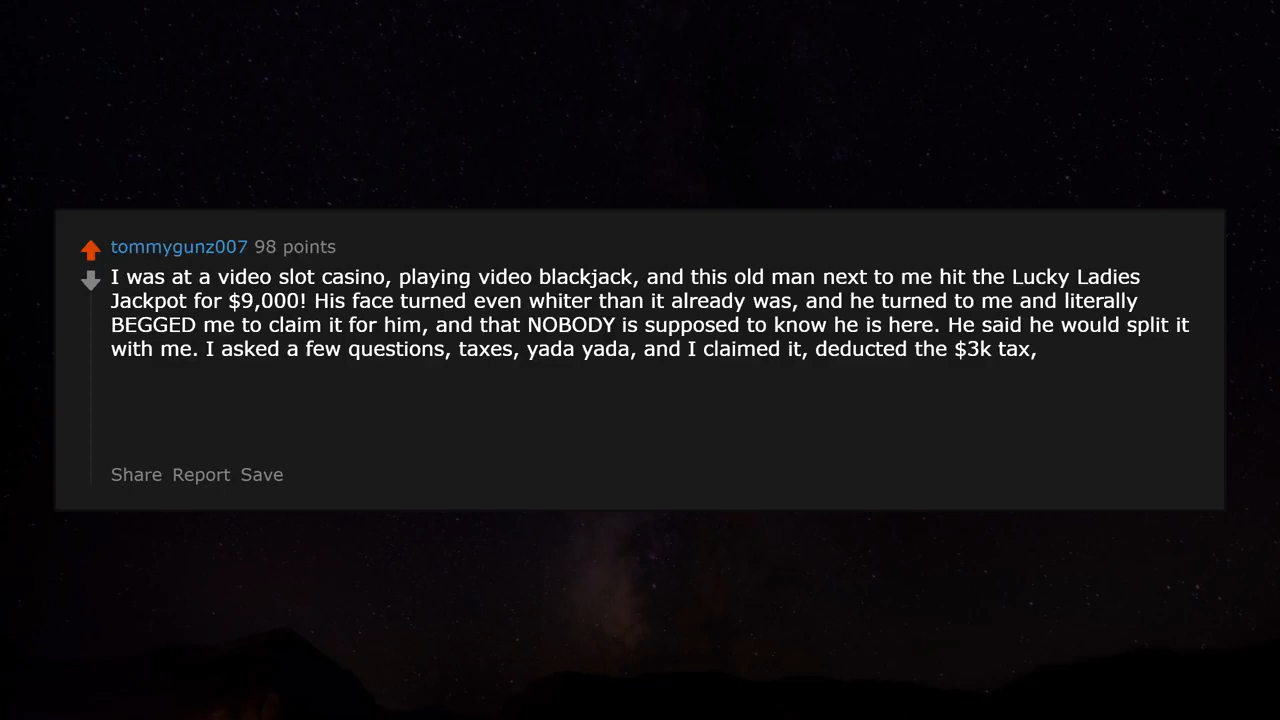 tommygunz007 98 points
I was at a video slot casino, playing video blackjack, and this old man next to me hit the Lucky Ladies
Jackpot for $9,000! His face turned even whiter than it already was, and he turned to me and literally
BEGGED me to claim it for him, and that NOBODY is supposed to know he is here. He said he would split it
with me. I asked a few questions, taxes, yada yada, and I claimed it, deducted the $3k tax,
Share Report Save